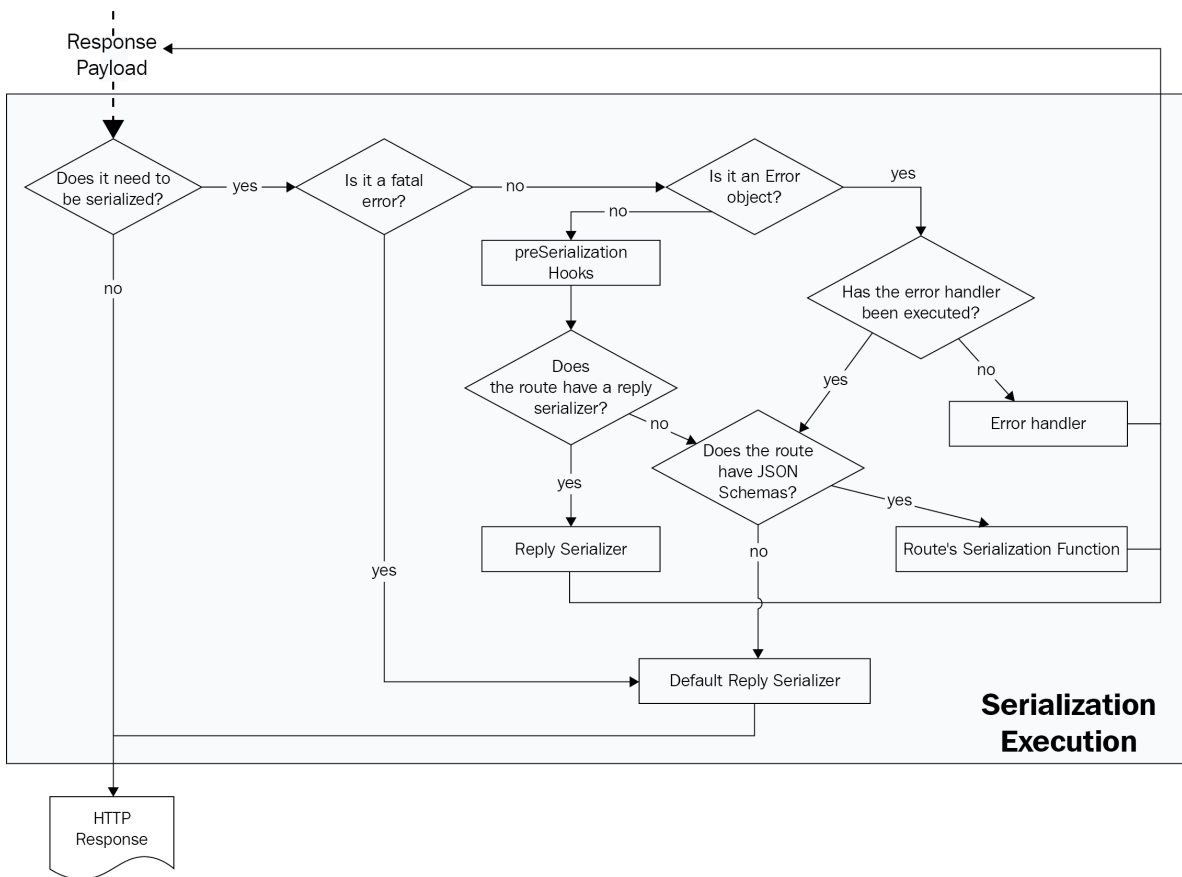 Response
Payload
Does it need to
be serialized?
yes
Is it a fatal
error?
no
Is it an Error
object?
yes
no
preSerialization
Hooks
no
Has the error handler
been executed?
Does
the route have a reply
serializer?
yes
no
no
Error handler
Does the route
have JSON
Schemas?
yes
yes
Reply Serializer
no
Route's Serialization Function
yes
Default Reply Serializer
Serialization
Execution
HTTP
Response